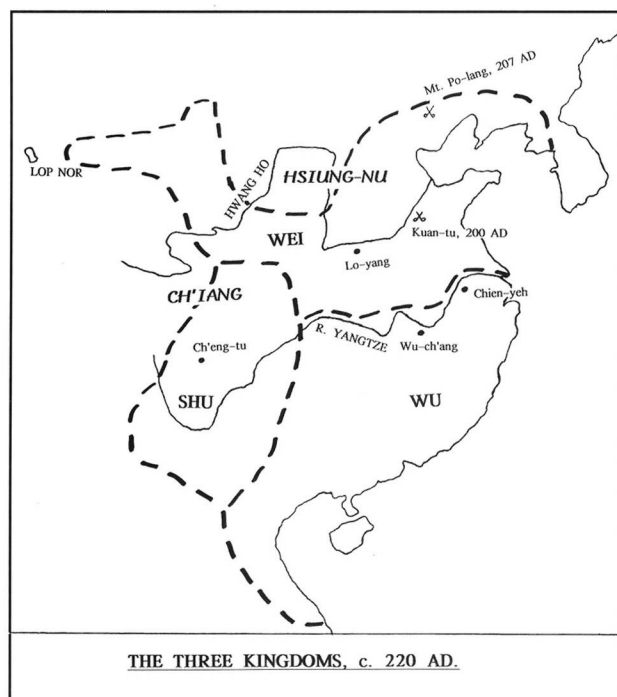 Mt. Po-lang, 207 AD
LOP NOR
HWANG HO
HSIUNG-NU
Kuan-tu, 200 AD
WEI
Lo-yang
CH'IANG
Chien-yeh
R. YANGTZE
Wu-ch'ang
Ch'eng-tu
SHU
WU
THE THREE KINGDOMS, c. 220 AD.